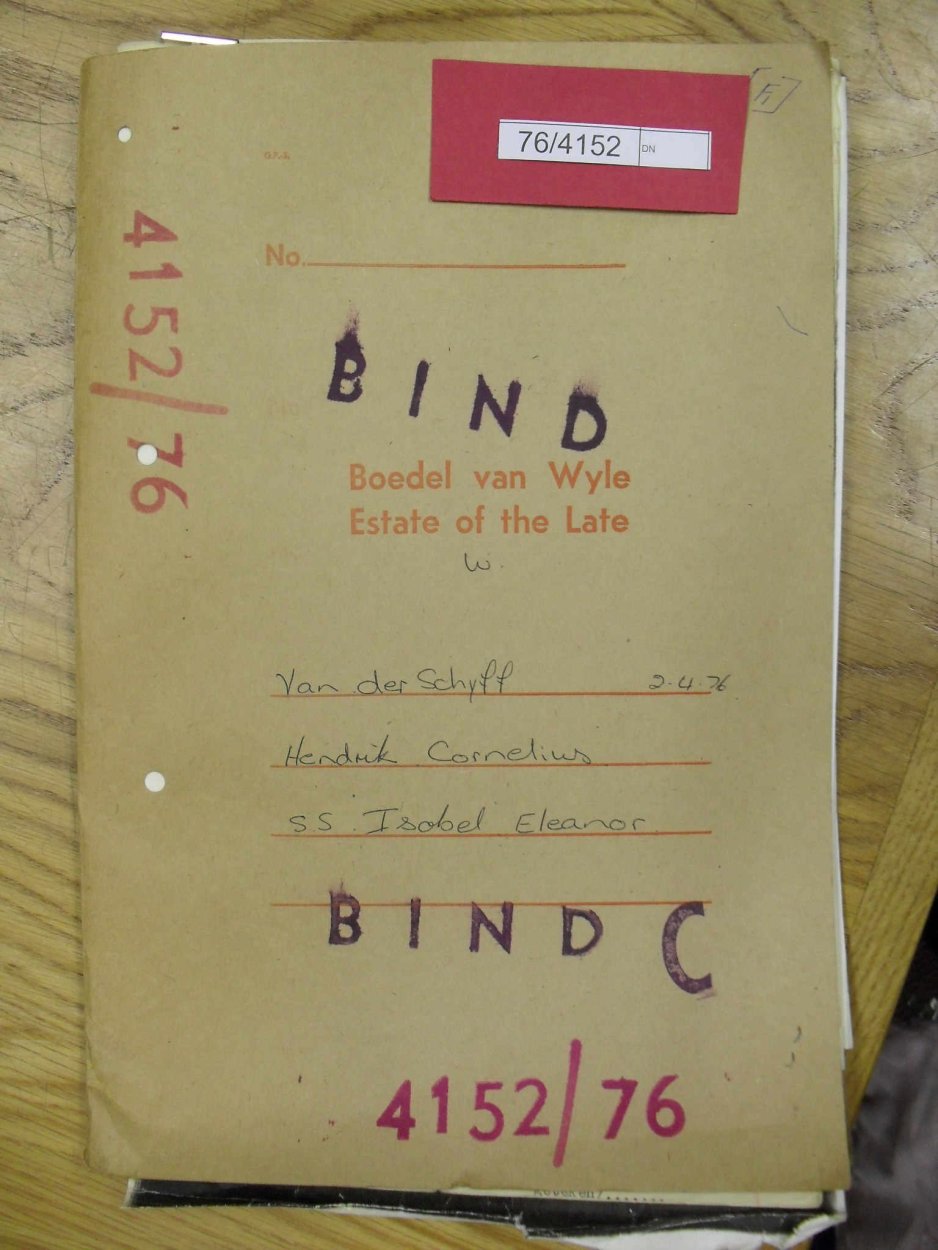 76/4152 DN
G.P.-S.
4152/76
No.
BIND
Boedel van Wyle
Estate of the Late
W.
Van der Schyff 2.4.76
Hendrik Cornelius
SS. Isobel Eleanor
BIND C
4152/76